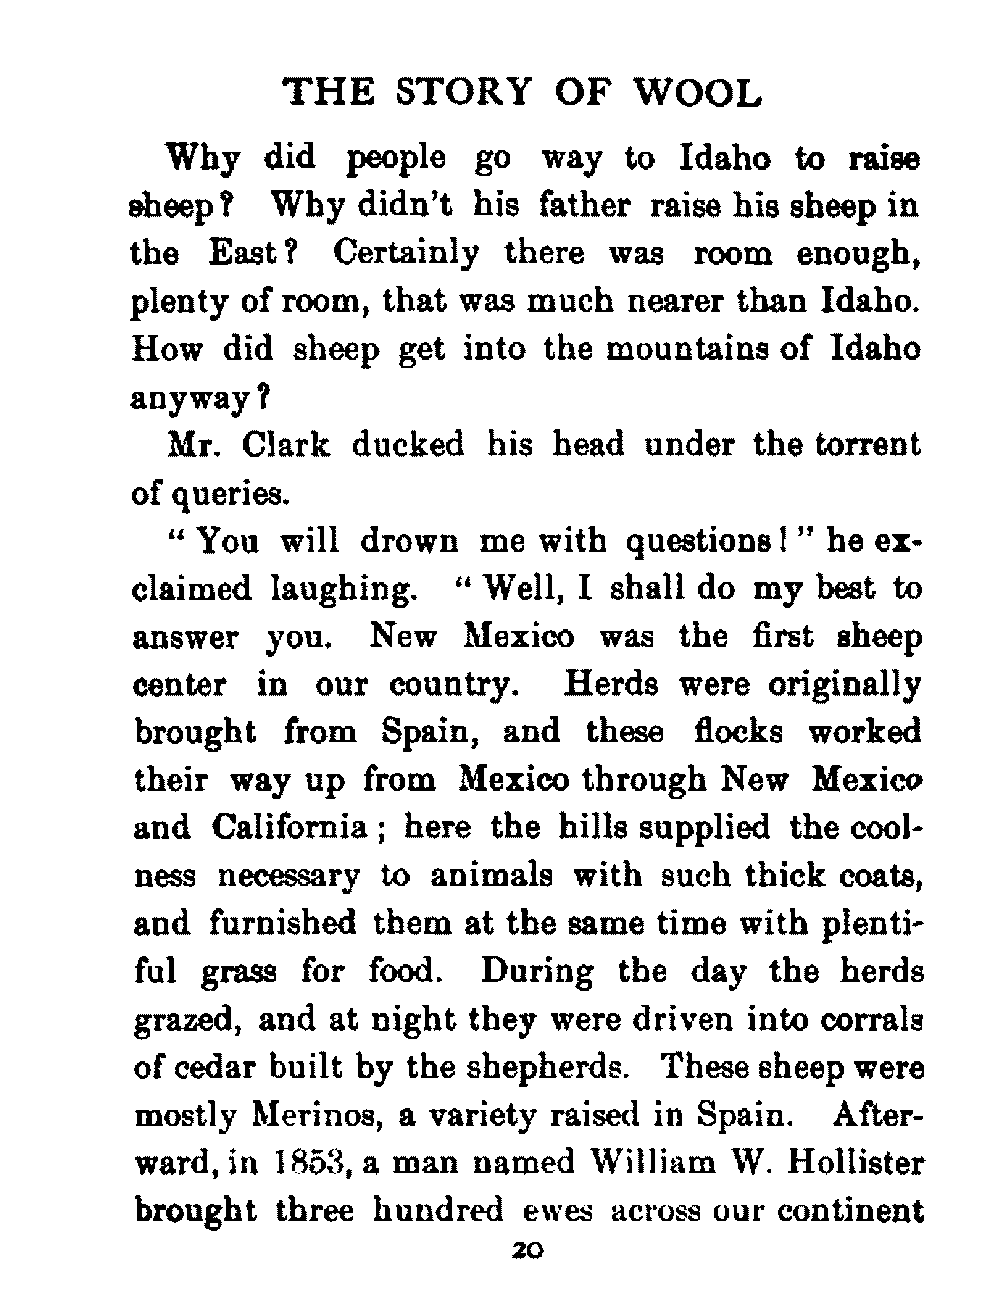 THE STORY OF WOOL
Why did people go way to Idaho to raise
sheep? Why didn't his father raise his sheep in
the East? Certainly there was room enough,
plenty of room, that was much nearer than Idaho.
How did sheep get into the mountains of Idaho
anyway?
Mr. Clark ducked his head under the torrent
of queries.
“ You will drown me with questions! ” he ex-
claimed laughing. “ Well, I shall do my best to
answer you. New Mexico was the first sheep
center in our country. Herds were originally
brought from Spain, and these flocks worked
their way up from Mexico through New Mexico
and California ; here the hills supplied the cool-
ness necessary to animals with such thick coats,
and furnished them at the same time with plenti-
ful grass for food. During the day the herds
grazed, and at night they were driven into corrals
of cedar built by the shepherds. These sheep were
mostly Merinos, a variety raised in Spain. After-
ward, in 1853, a man named William W. Hollister
brought three hundred ewes across our continent
20